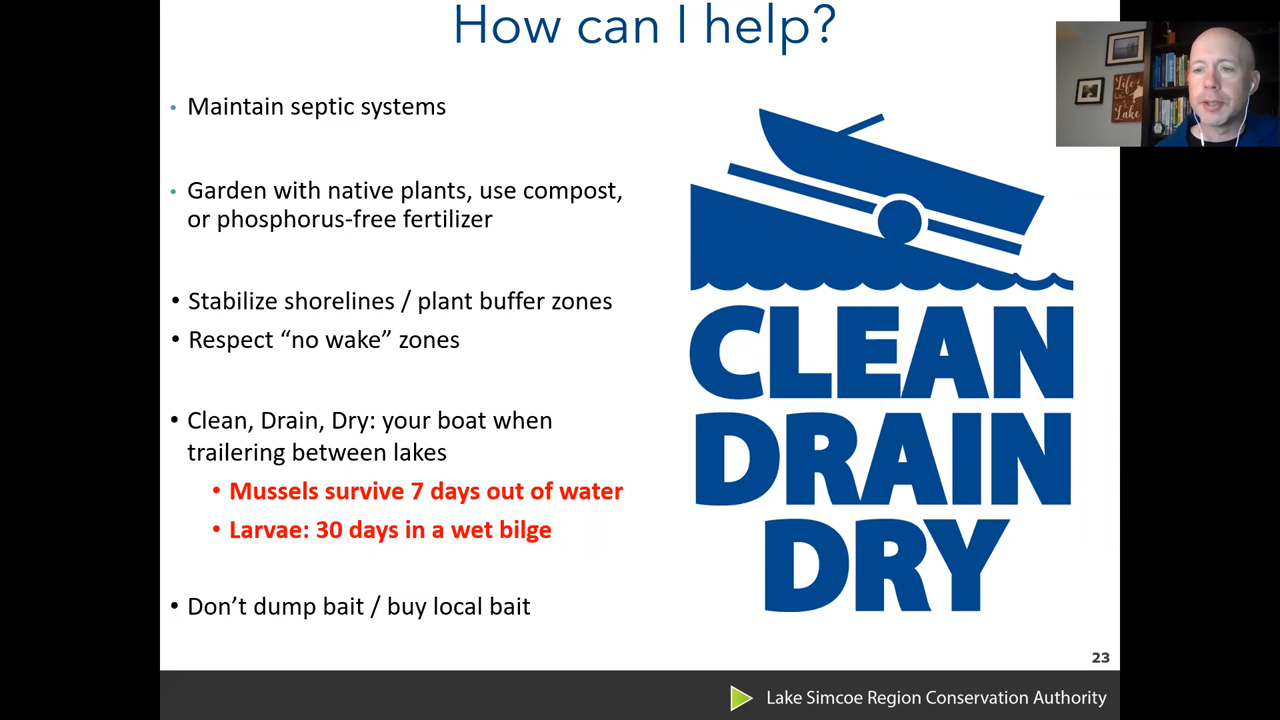 How can I help?
• Maintain septic systems
• Garden with native plants, use compost,
or phosphorus-free fertilizer
• Stabilize shorelines / plant buffer zones
• Respect “no wake” zones
• Clean, Drain, Dry: your boat when
trailering between lakes
• Mussels survive 7 days out of water
• Larvae: 30 days in a wet bilge
• Don’t dump bait / buy local bait
CLEAN
DRAIN
DRY
23
Lake Simcoe Region Conservation Authority
Life
Lake